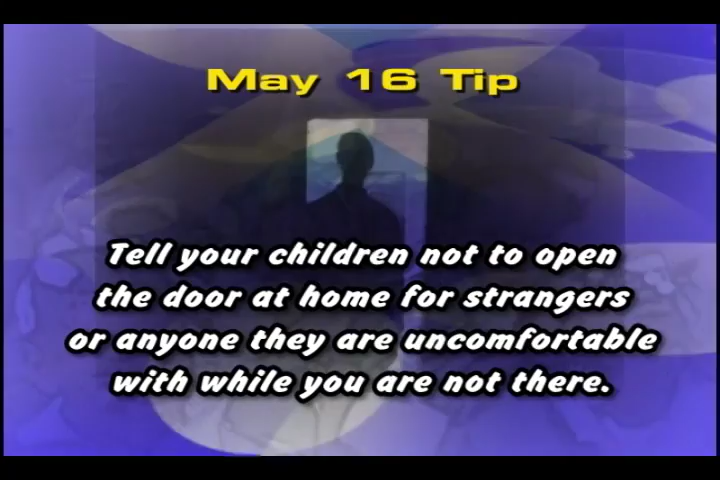 May 16 Tip
Tell your children not to open
the door at home for strangers
or anyone they are uncomfortable
with while you are not there.